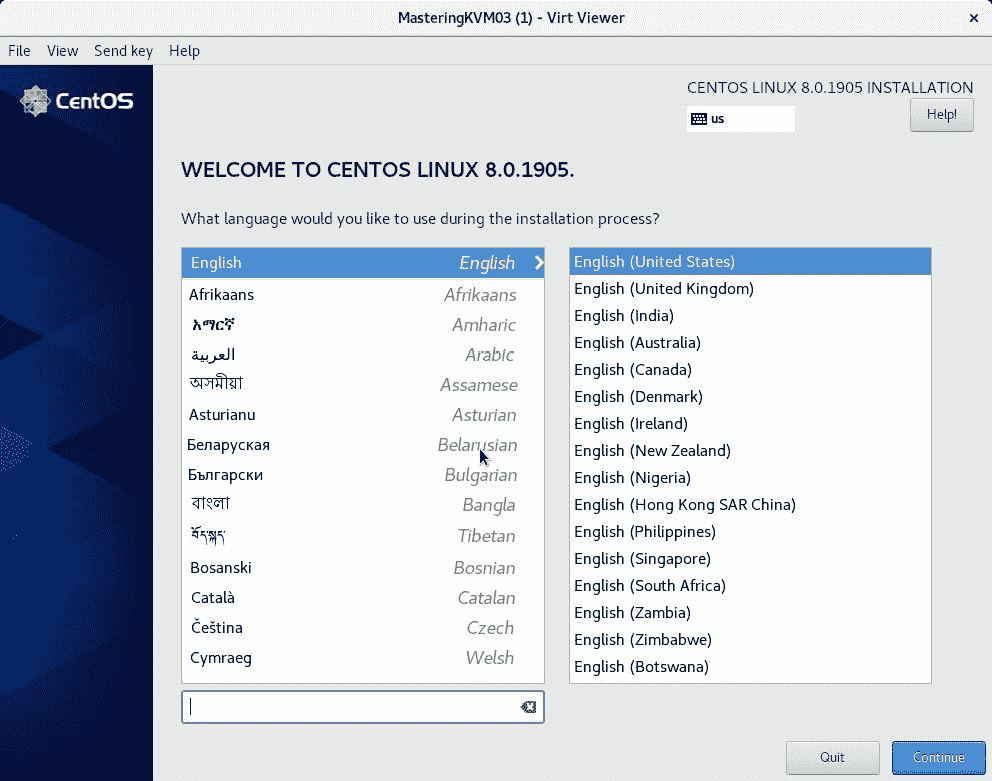 MasteringKVM03 (1) - Virt Viewer
File View Send key Help
CentOS
CENTOS LINUX 8.0.1905 INSTALLATION
us
Help!
WELCOME TO CENTOS LINUX 8.0.1905.
What language would you like to use during the installation process?
English English
Afrikaans Afrikaans
አማርኛ Amharic
العربية Arabic
অসমীয়া Assamese
Asturianu Asturian
Беларуская Belarusian
Български Bulgarian
বাংলা Bangla
བོད་སྐད་ Tibetan
Bosanski Bosnian
Català Catalan
Čeština Czech
Cymraeg Welsh
English (United States)
English (United Kingdom)
English (India)
English (Australia)
English (Canada)
English (Denmark)
English (Ireland)
English (New Zealand)
English (Nigeria)
English (Hong Kong SAR China)
English (Philippines)
English (Singapore)
English (South Africa)
English (Zambia)
English (Zimbabwe)
English (Botswana)
Quit
Continue